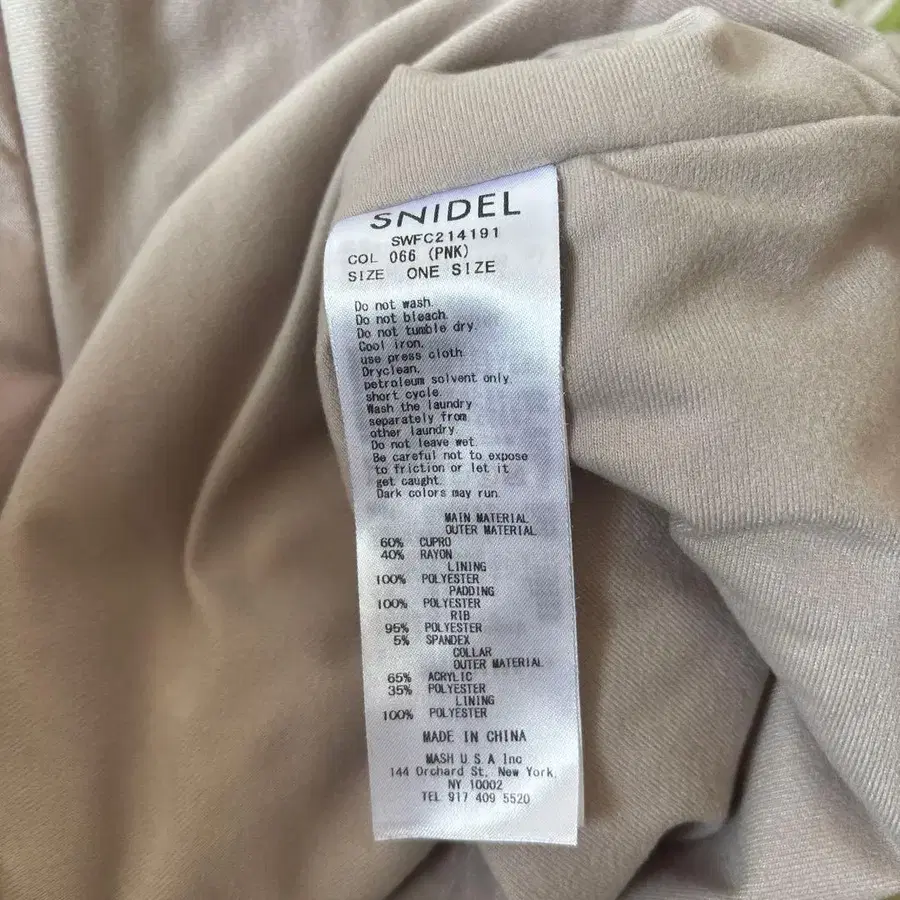 SNIDEL
SWFC214191
COL 066 (PNK)
SIZE ONE SIZE
Do not wash.
Do not bleach.
Do not tumble dry.
Cool iron.
use press cloth.
Dryclean,
petroleum solvent only.
short cycle.
Wash the laundry
separately from
other laundry.
Do not leave wet.
Be careful not to expose
to friction or let it
get caught.
Dark colors may run.
MAIN MATERIAL
OUTER MATERIAL
60% CUPRO
40% RAYON
LINING
100% POLYESTER
PADDING
100% POLYESTER
RIB
95% POLYESTER
5% SPANDEX
COLLAR
OUTER MATERIAL
65% ACRYLIC
35% POLYESTER
LINING
100% POLYESTER
MADE IN CHINA
MASH U.S.A Inc
144 Orchard St, New York,
NY 10002
TEL 917 409 5520